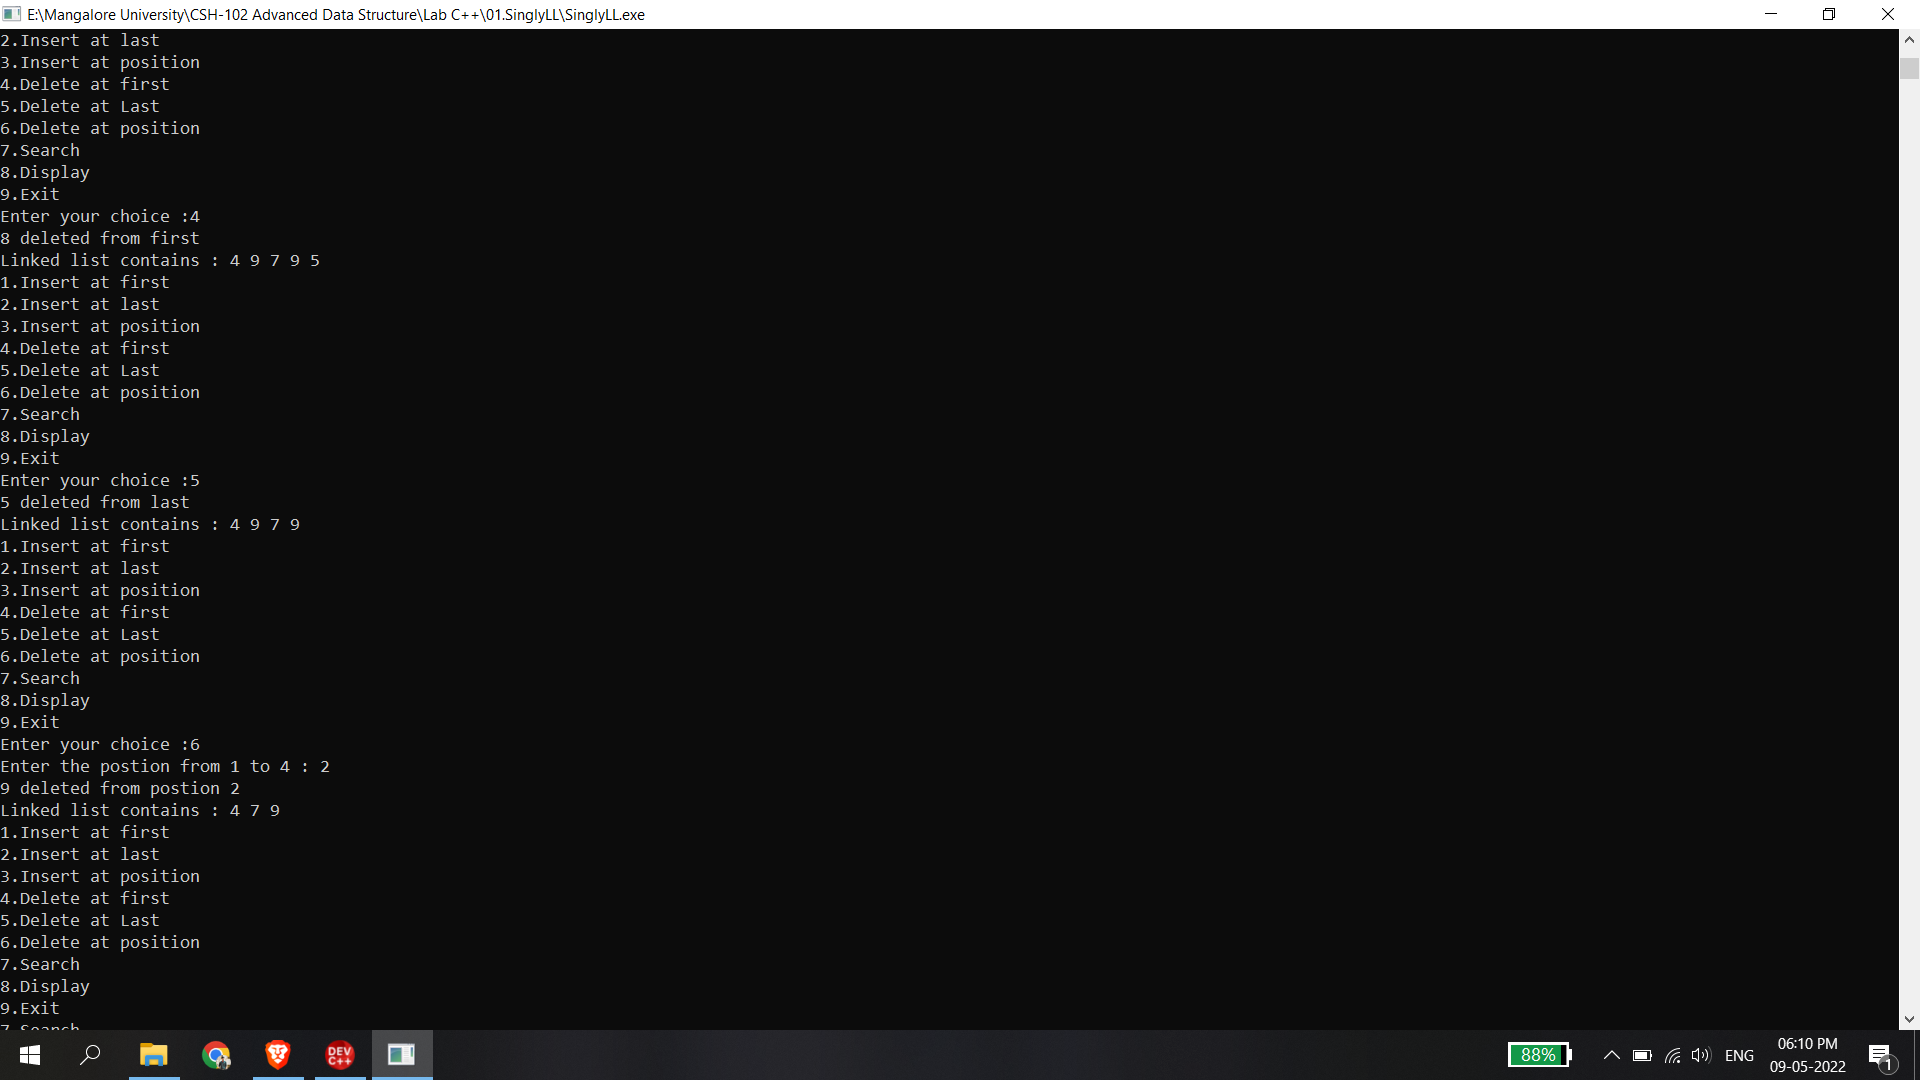 E:\Mangalore University\CSH-102 Advanced Data Structure\Lab C++\01.SinglyLL\SinglyLL.exe
2.Insert at last
3.Insert at position
4.Delete at first
5.Delete at Last
6.Delete at position
7.Search
8.Display
9.Exit
Enter your choice :4
8 deleted from first
Linked list contains : 4 9 7 9 5
1.Insert at first
2.Insert at last
3.Insert at position
4.Delete at first
5.Delete at Last
6.Delete at position
7.Search
8.Display
9.Exit
Enter your choice :5
5 deleted from last
Linked list contains : 4 9 7 9
1.Insert at first
2.Insert at last
3.Insert at position
4.Delete at first
5.Delete at Last
6.Delete at position
7.Search
8.Display
9.Exit
Enter your choice :6
Enter the postion from 1 to 4 : 2
9 deleted from postion 2
Linked list contains : 4 7 9
1.Insert at first
2.Insert at last
3.Insert at position
4.Delete at first
5.Delete at Last
6.Delete at position
7.Search
8.Display
9.Exit
7.Search
DEV
C++
88%
ENG
06:10 PM
09-05-2022
1